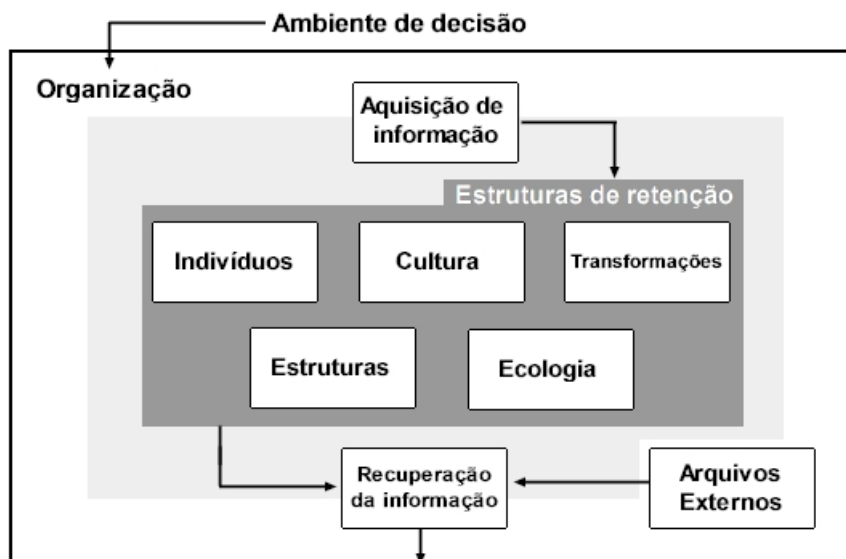 Ambiente de decisão
Organização
Aquisição de
informação
Estruturas de retenção
Indivíduos
Cultura
Transformações
Estruturas
Ecologia
Recuperação
da informação
Arquivos
Externos